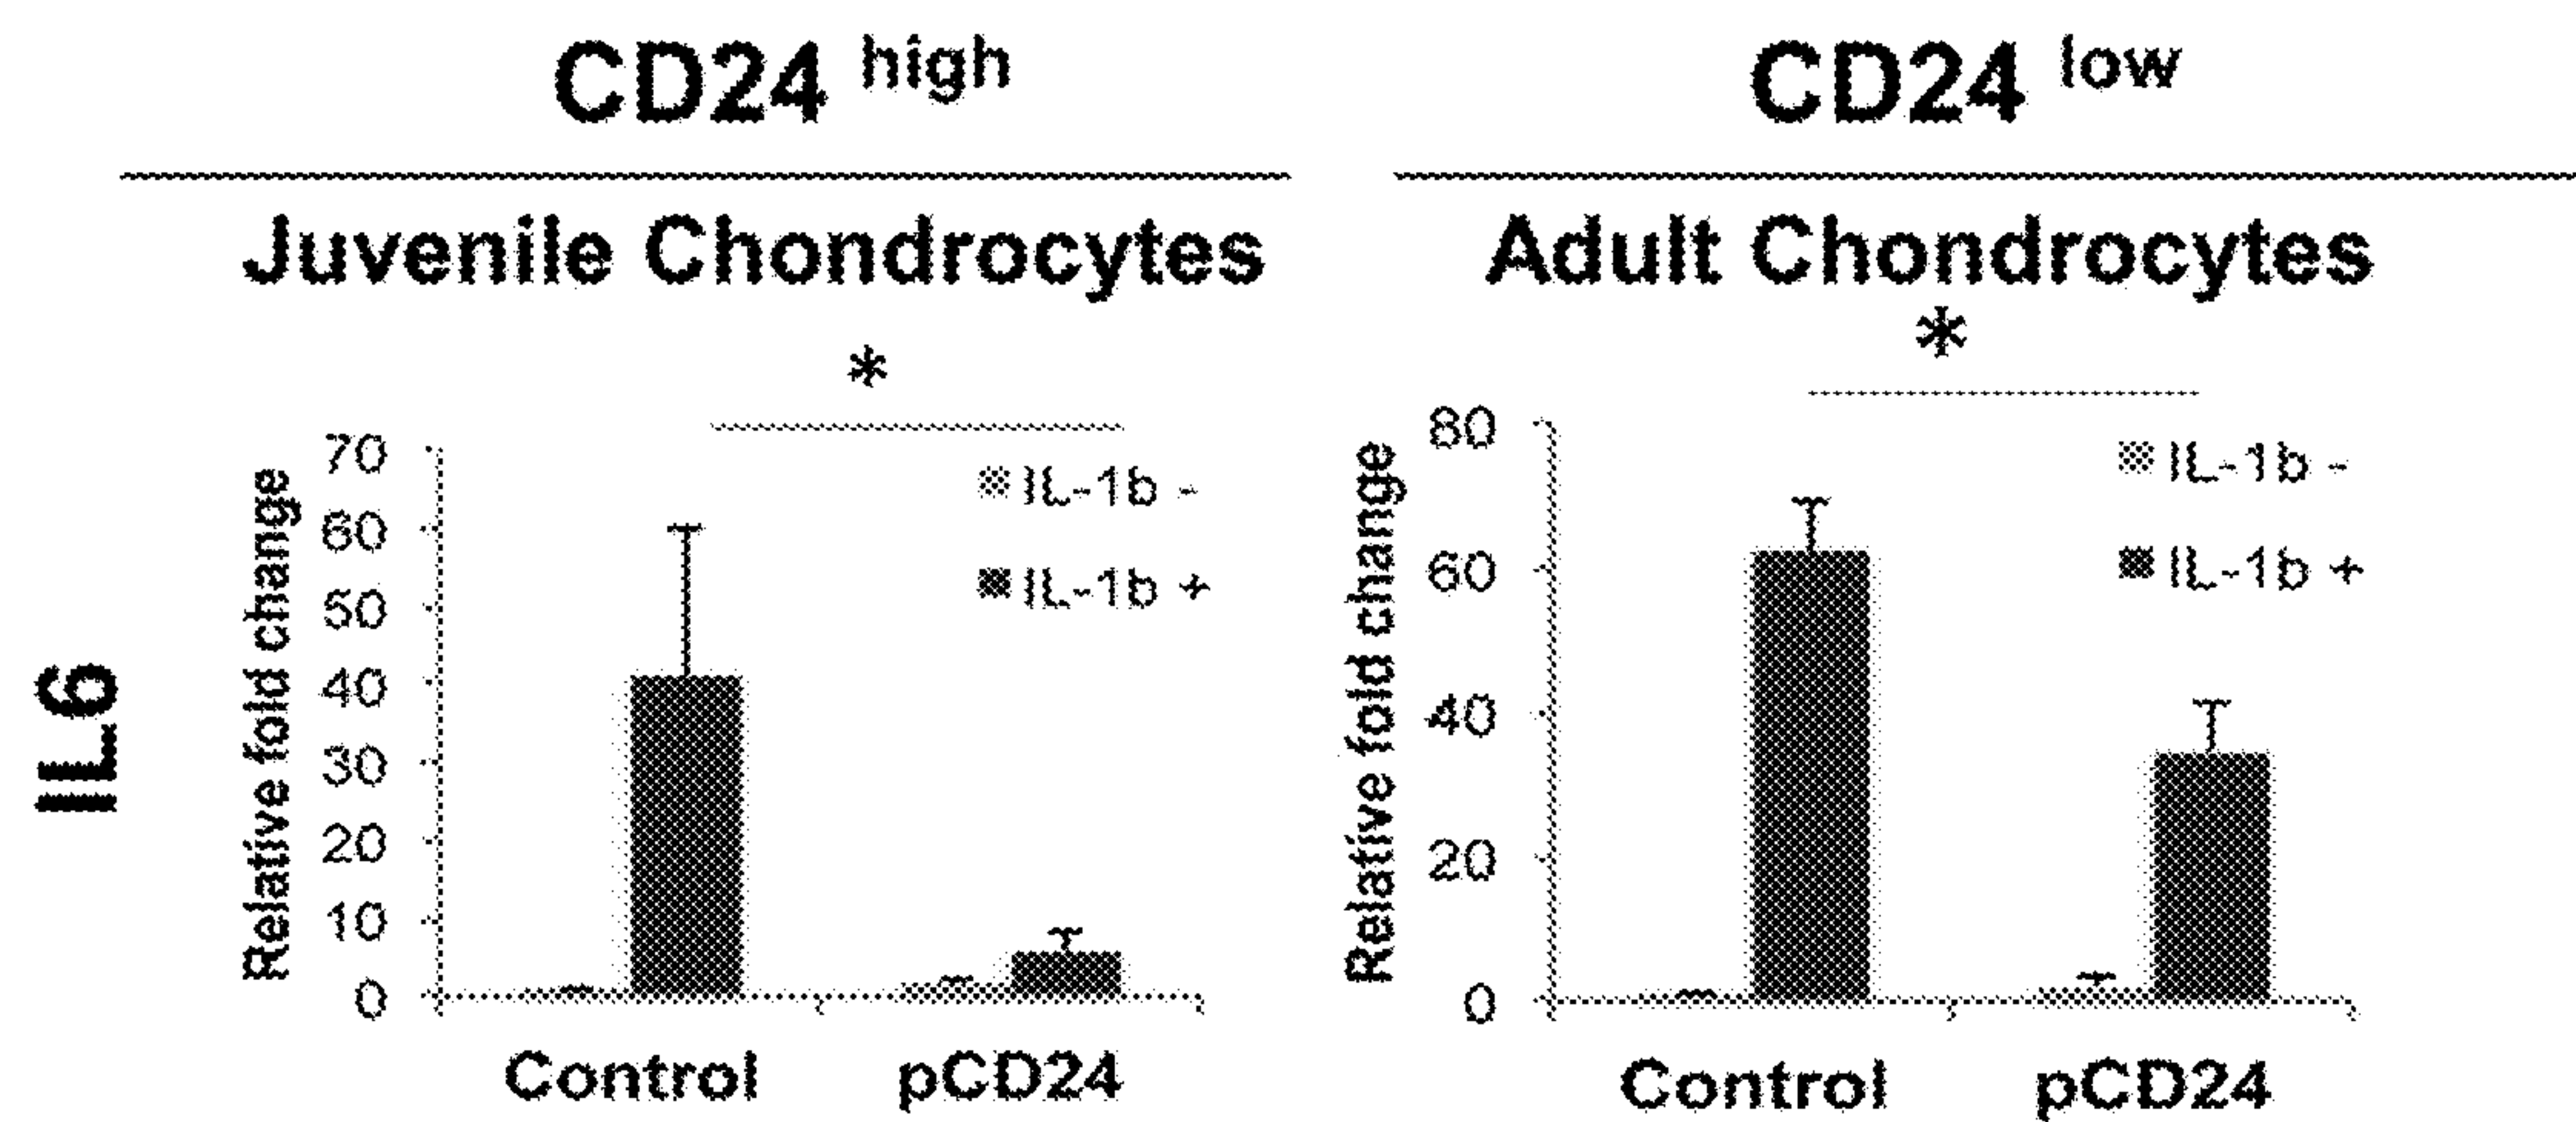 CD24 high
CD24 low
Juvenile Chondrocytes
Adult Chondrocytes
*
*
IL6
Relative fold change
70
60
50
40
30
20
10
0
IL-1b -
IL-1b +
Control
pCD24
Relative fold change
80
60
40
20
0
IL-1b -
IL-1b +
Control
pCD24